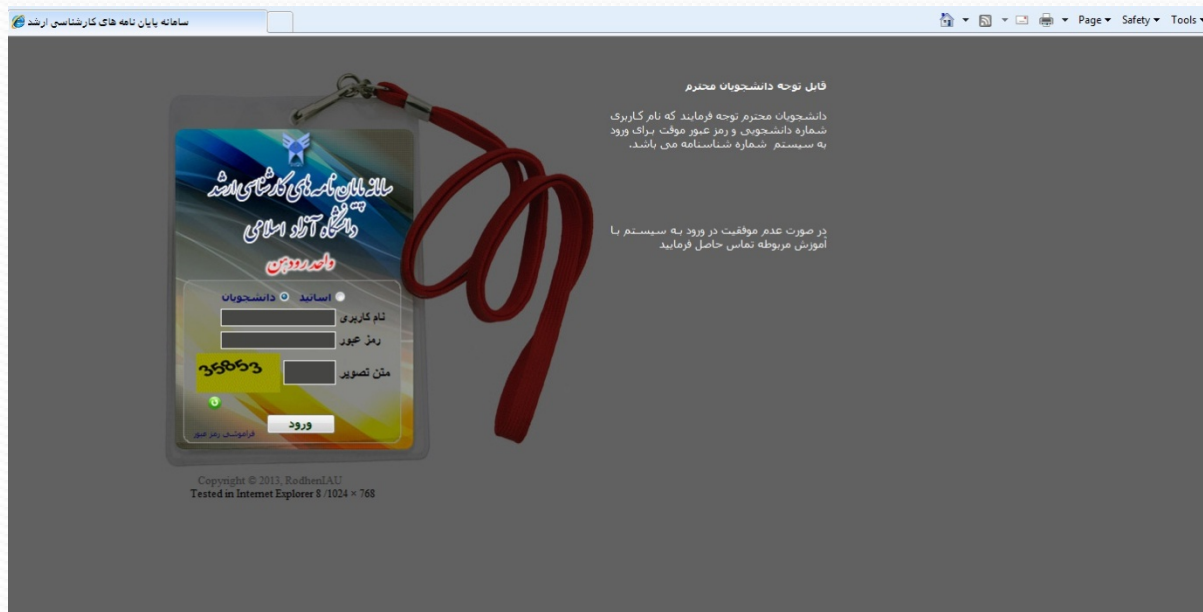 سامانه پایان نامه های کارشناسی ارشد
Page Safety Tools
قابل توجه دانشجویان محترم
دانشجویان محترم توجه فرمایند که نام کاربری
شماره دانشجویی و رمز عبور موقت برای ورود
به سیستم شماره شناسنامه می باشد.
در صورت عدم موفقیت در ورود به سیستم با
آموزش مربوطه تماس حاصل فرمایید
سامانه پایان نامه های کارشناسی ارشد
دانشگاه آزاد اسلامی
واحد رودهن
اساتید دانشجویان
نام کاربری
رمز عبور
متن تصویر 35853
ورود
فراموشی رمز عبور
Copyright © 2013, RodhenIAU
Tested in Internet Explorer 8 /1024 × 768